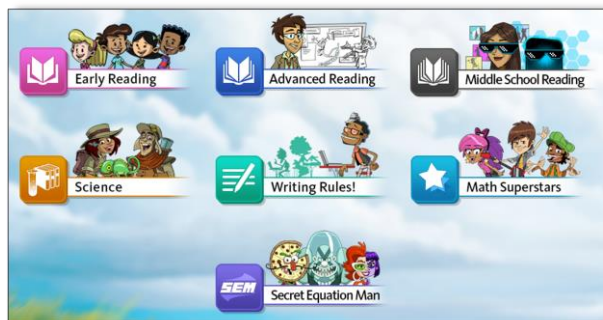 Early Reading
Advanced Reading
Middle School Reading
Science
Writing Rules!
Math Superstars
SEM
Secret Equation Man